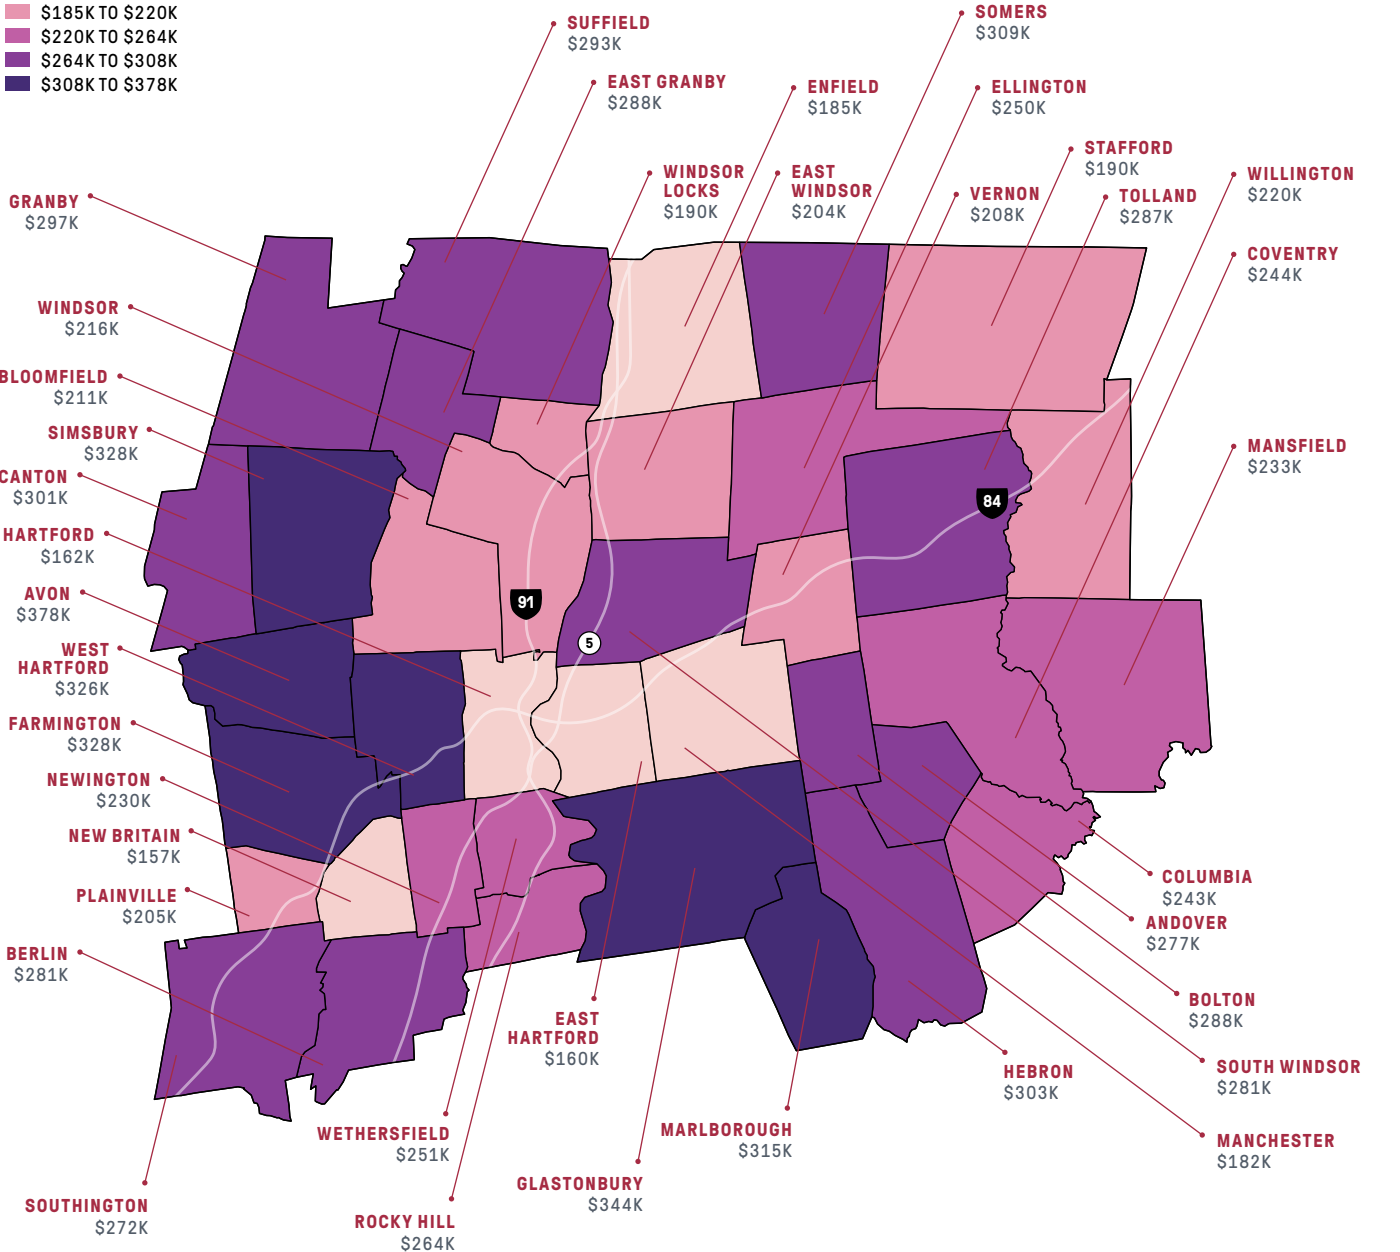 $185K TO $220K
$220K TO $264K
$264K TO $308K
$308K TO $378K
SUFFIELD
$293K
EAST GRANBY
$288K
SOMERS
$309K
ENFIELD
$185K
ELLINGTON
$250K
STAFFORD
$190K
WILLINGTON
$220K
WINDSOR
LOCKS
$190K
EAST
WINDSOR
$204K
VERNON
$208K
TOLLAND
$287K
COVENTRY
$244K
GRANBY
$297K
WINDSOR
$216K
BLOOMFIELD
$211K
SIMSBURY
$328K
CANTON
$301K
HARTFORD
$162K
AVON
$378K
WEST
HARTFORD
$326K
FARMINGTON
$328K
NEWINGTON
$230K
NEW BRITAIN
$157K
PLAINVILLE
$205K
BERLIN
$281K
SOUTHINGTON
$272K
MANSFIELD
$233K
84
91
5
COLUMBIA
$243K
ANDOVER
$277K
BOLTON
$288K
SOUTH WINDSOR
$281K
MANCHESTER
$182K
HEBRON
$303K
MARLBOROUGH
$315K
EAST
HARTFORD
$160K
GLASTONBURY
$344K
WETHERSFIELD
$251K
ROCKY HILL
$264K